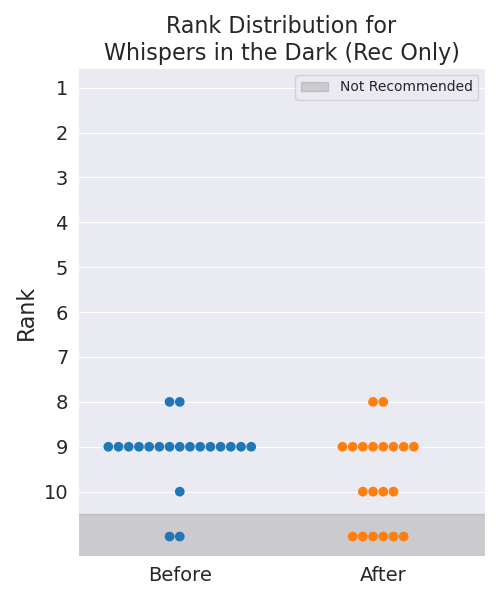 Rank Distribution for
Whispers in the Dark (Rec Only)
Not Recommended
1
2
3
4
5
6
7
8
9
10
Rank
Before
After